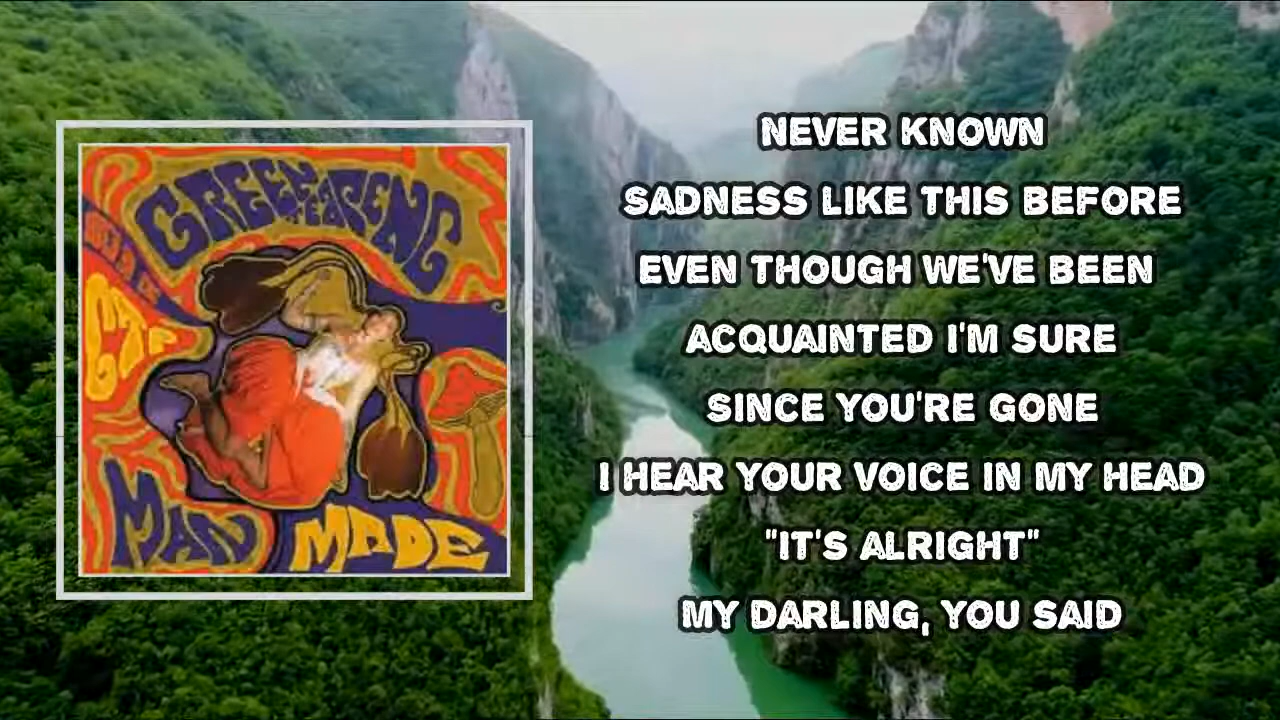 GREENTEAPENG
MAN MADE
NEVER KNOWN
SADNESS LIKE THIS BEFORE
EVEN THOUGH WE'VE BEEN
ACQUAINTED I'M SURE
SINCE YOU'RE GONE
I HEAR YOUR VOICE IN MY HEAD
"IT'S ALRIGHT"
MY DARLING, YOU SAID